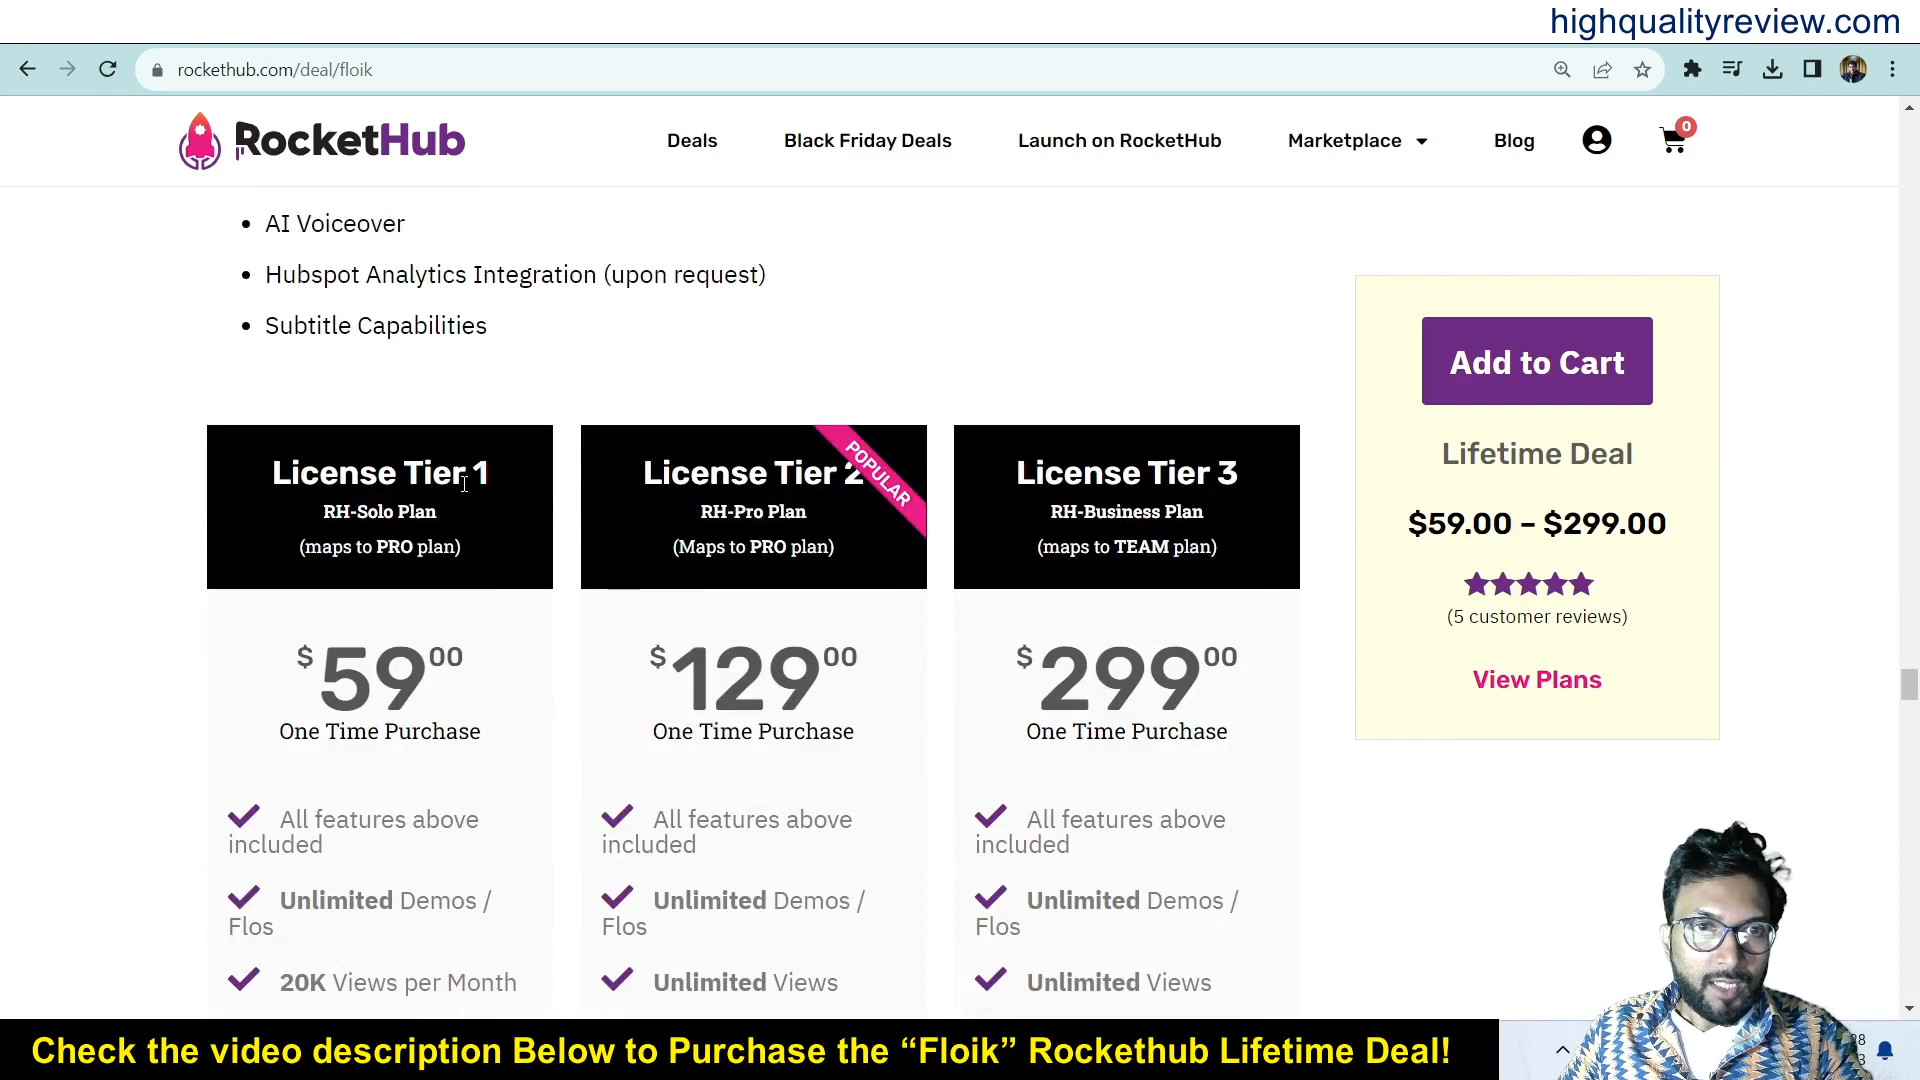 highqualityreview.com
rockethub.com/deal/floik
RocketHub
Deals
Black Friday Deals
Launch on RocketHub
Marketplace
Blog
0
AI Voiceover
Hubspot Analytics Integration (upon request)
Subtitle Capabilities
Add to Cart
Lifetime Deal
$59.00 – $299.00
(5 customer reviews)
View Plans
License Tier 1
RH-Solo Plan
(maps to PRO plan)
$59.00
One Time Purchase
All features above
included
Unlimited Demos /
Flos
20K Views per Month
License Tier 2
POPULAR
RH-Pro Plan
(Maps to PRO plan)
$129.00
One Time Purchase
All features above
included
Unlimited Demos /
Flos
Unlimited Views
License Tier 3
RH-Business Plan
(maps to TEAM plan)
$299.00
One Time Purchase
All features above
included
Unlimited Demos /
Flos
Unlimited Views
Check the video description Below to Purchase the “Floik” Rockethub Lifetime Deal!